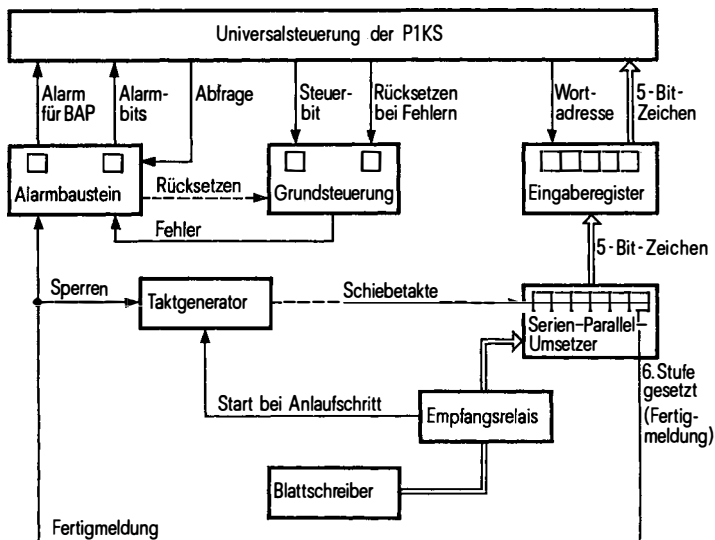 Universalsteuerung der P1KS
Alarm
für BAP
Alarm-
bits
Abfrage
Steuer-
bit
Rücksetzen
bei Fehlern
Wort-
adresse
5-Bit-
Zeichen
Alarmbaustein
Rücksetzen
Grundsteuerung
Eingaberegister
Fehler
5-Bit-Zeichen
Sperren
Taktgenerator
Schiebetakte
Serien-Parallel-
Umsetzer
6. Stufe
gesetzt
(Fertig-
meldung)
Start bei Anlaufschritt
Empfangsrelais
Blattschreiber
Fertigmeldung